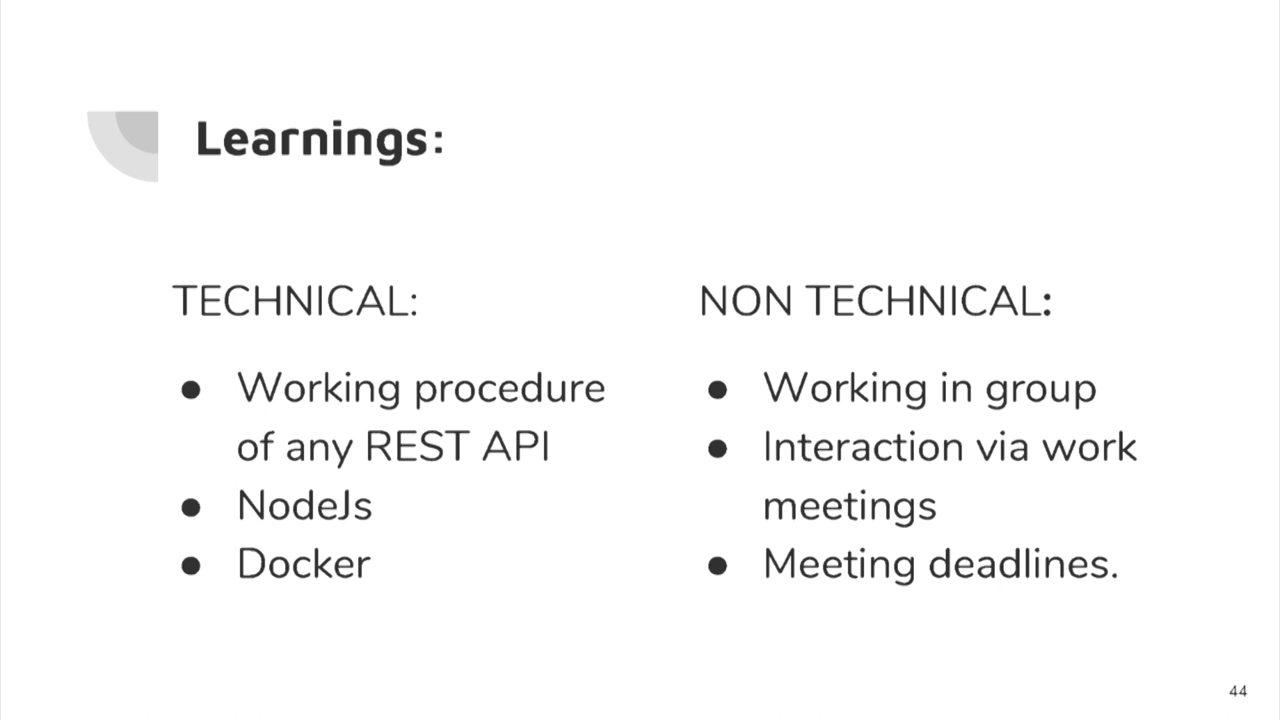 Learnings:
TECHNICAL:
● Working procedure
of any REST API
● NodeJs
● Docker
NON TECHNICAL:
● Working in group
● Interaction via work
meetings
● Meeting deadlines.
44